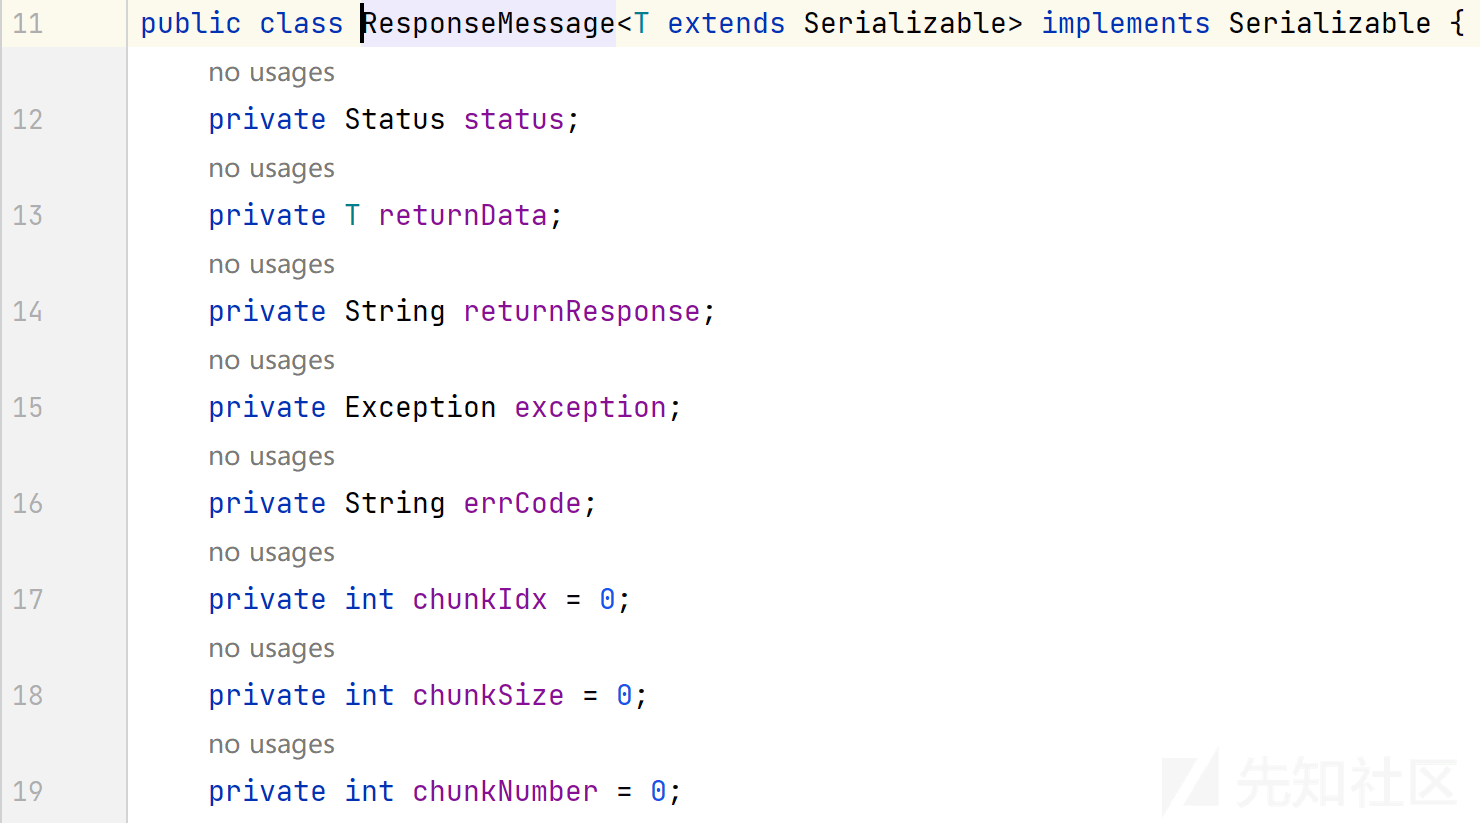 11 public class ResponseMessage<T extends Serializable> implements Serializable {
no usages
12 private Status status;
no usages
13 private T returnData;
no usages
14 private String returnResponse;
no usages
15 private Exception exception;
no usages
16 private String errCode;
no usages
17 private int chunkIdx = 0;
no usages
18 private int chunkSize = 0;
no usages
19 private int chunkNumber = 0;
先知社区